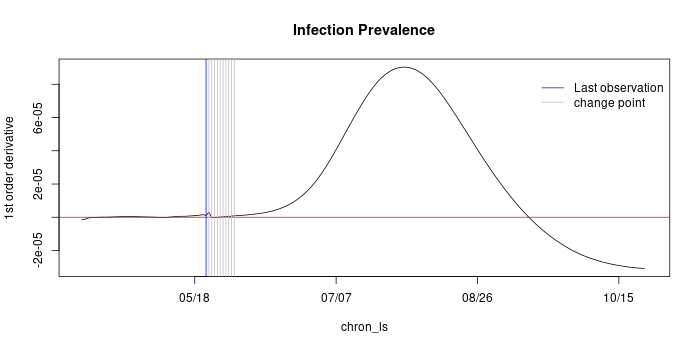 Infection Prevalence
1st order derivative
6e-05
2e-05
-2e-05
Last observation
change point
05/18
07/07
08/26
10/15
chron_ls